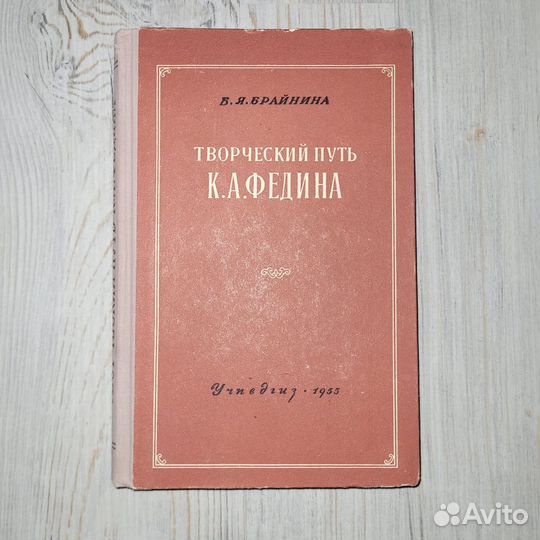 Б.Я.БРАЙНИНА
ТВОРЧЕСКИЙ ПУТЬ
К.А.ФЕДИНА
Учпедгиз · 1955
Avito